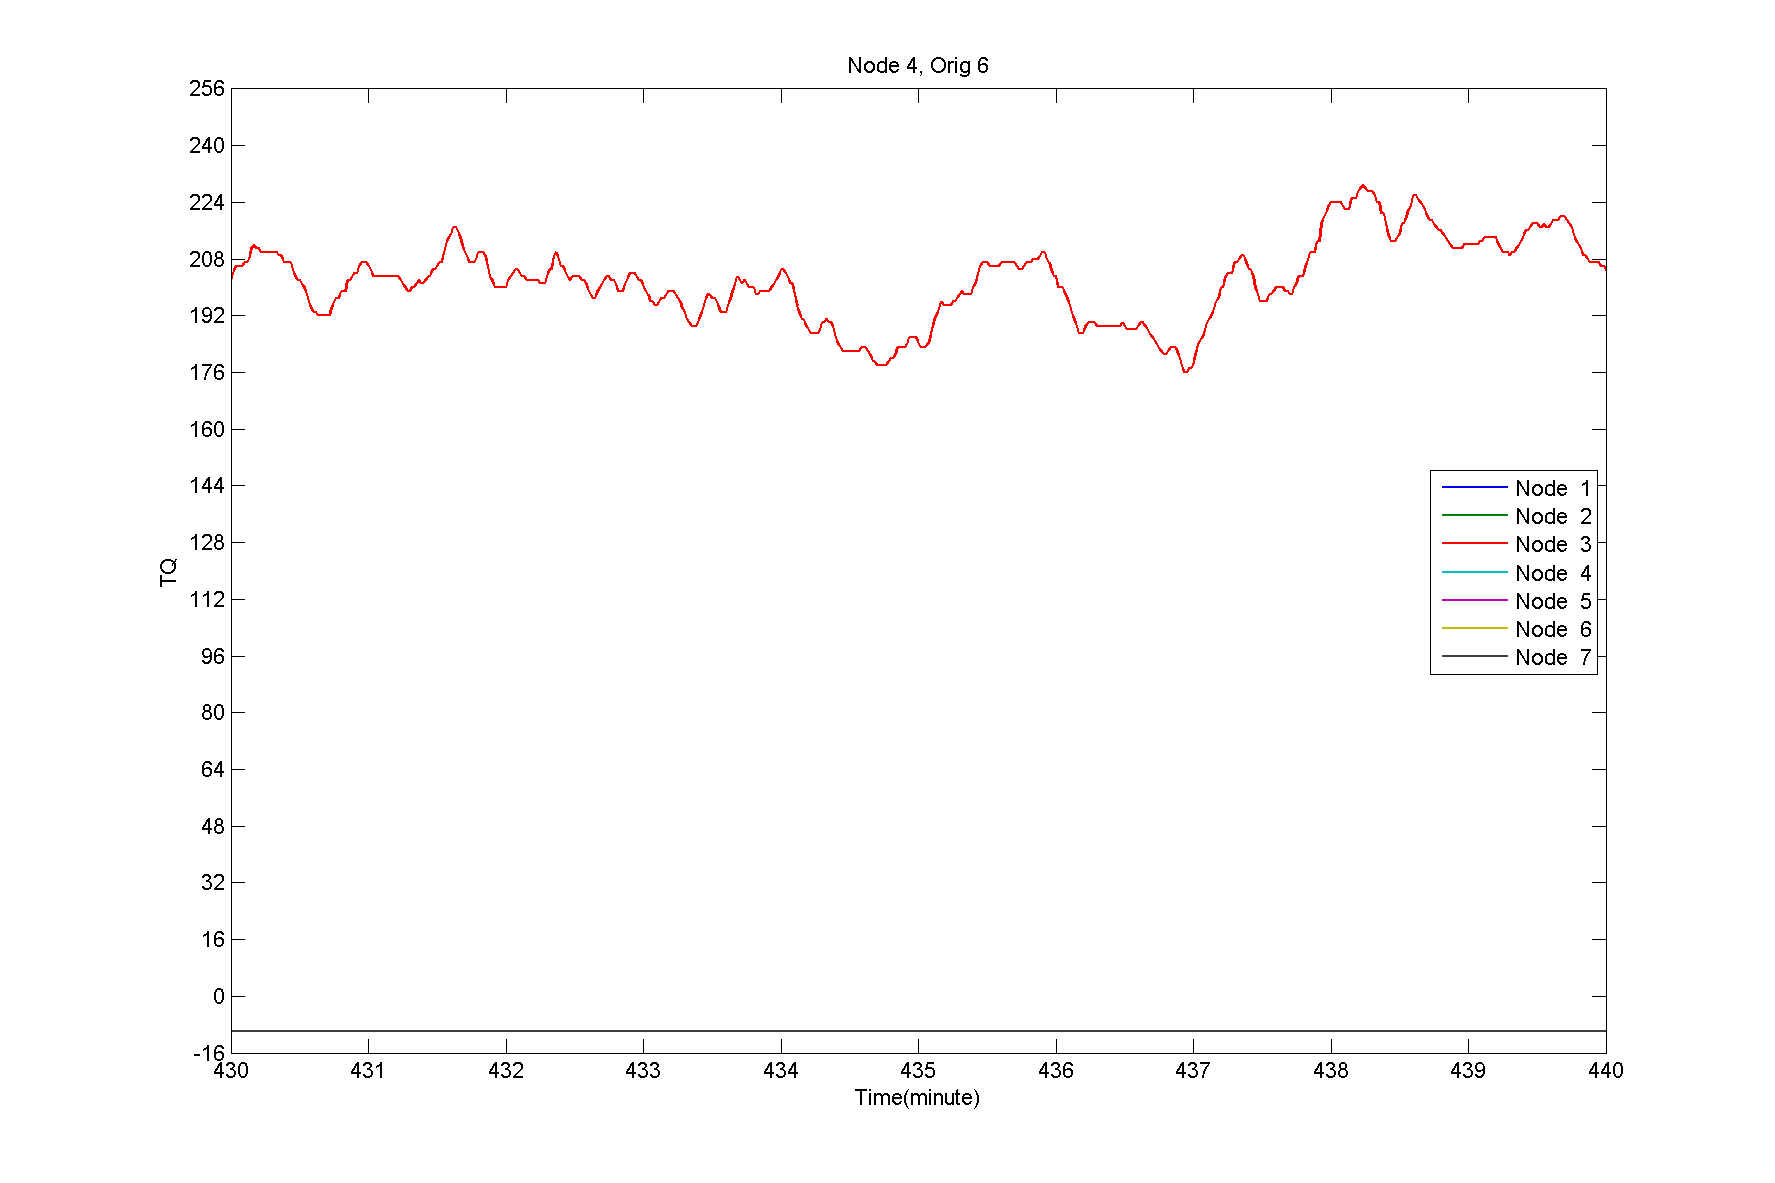 Node 4, Orig 6
256
240
224
208
192
176
160
144
128
112
96
80
64
48
32
16
0
-16
TQ
Node 1
Node 2
Node 3
Node 4
Node 5
Node 6
Node 7
430 431 432 433 434 435 436 437 438 439 440
Time(minute)